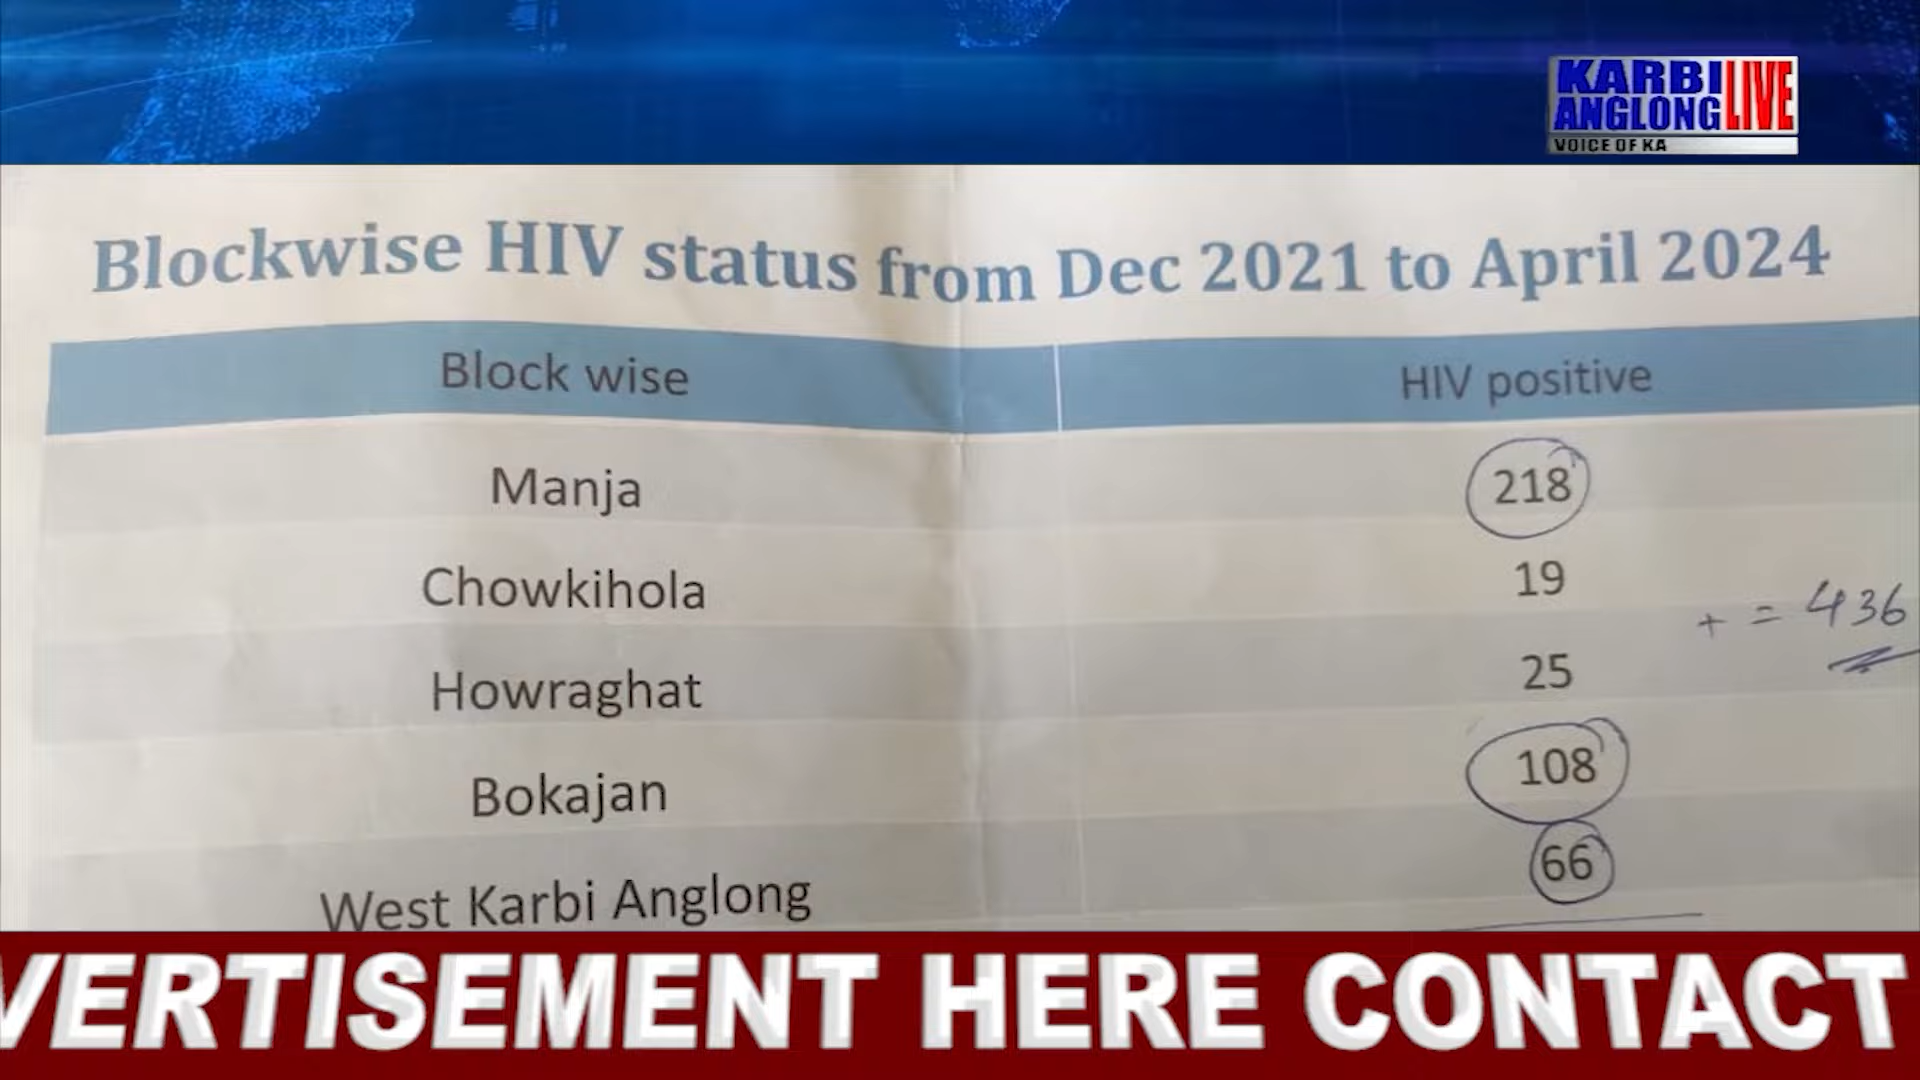 KARBI
ANGLONG LIVE
VOICE OF KA
Blockwise HIV status from Dec 2021 to April 2024
Block wise HIV positive
Manja 218
Chowkihola 19
+ = 436
Howraghat 25
Bokajan 108
West Karbi Anglong 66
VERTISEMENT HERE CONTACT